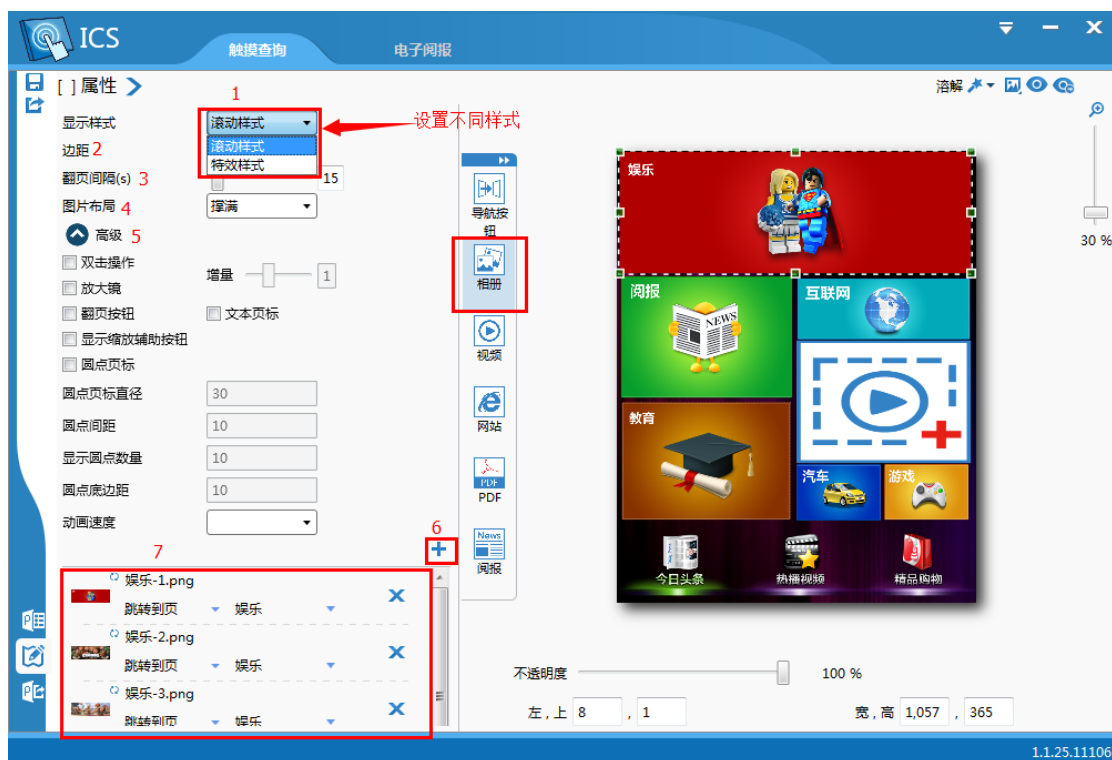 ICS
触摸查询
电子阅报
[ ] 属性
溶解
1
显示样式
滚动样式
设置不同样式
滚动样式
特效样式
边距 2
翻页间隔(s) 3
15
图片布局 4
撑满
高级 5
双击操作
增量
1
放大镜
翻页按钮
文本页标
显示缩放辅助按钮
圆点页标
圆点页标直径
30
圆点间距
10
显示圆点数量
10
圆点底边距
10
动画速度
6
7
娱乐-1.png
跳转到页
娱乐
娱乐-2.png
跳转到页
娱乐
娱乐-3.png
跳转到页
娱乐
导航按
钮
相册
视频
网站
PDF
PDF
News
阅报
娱乐
阅报
NEWS
互联网
教育
汽车
游戏
今日头条
热播视频
精品购物
30 %
不透明度
100 %
左 , 上
8
,
1
宽 , 高
1,057
,
365
1.1.25.11106